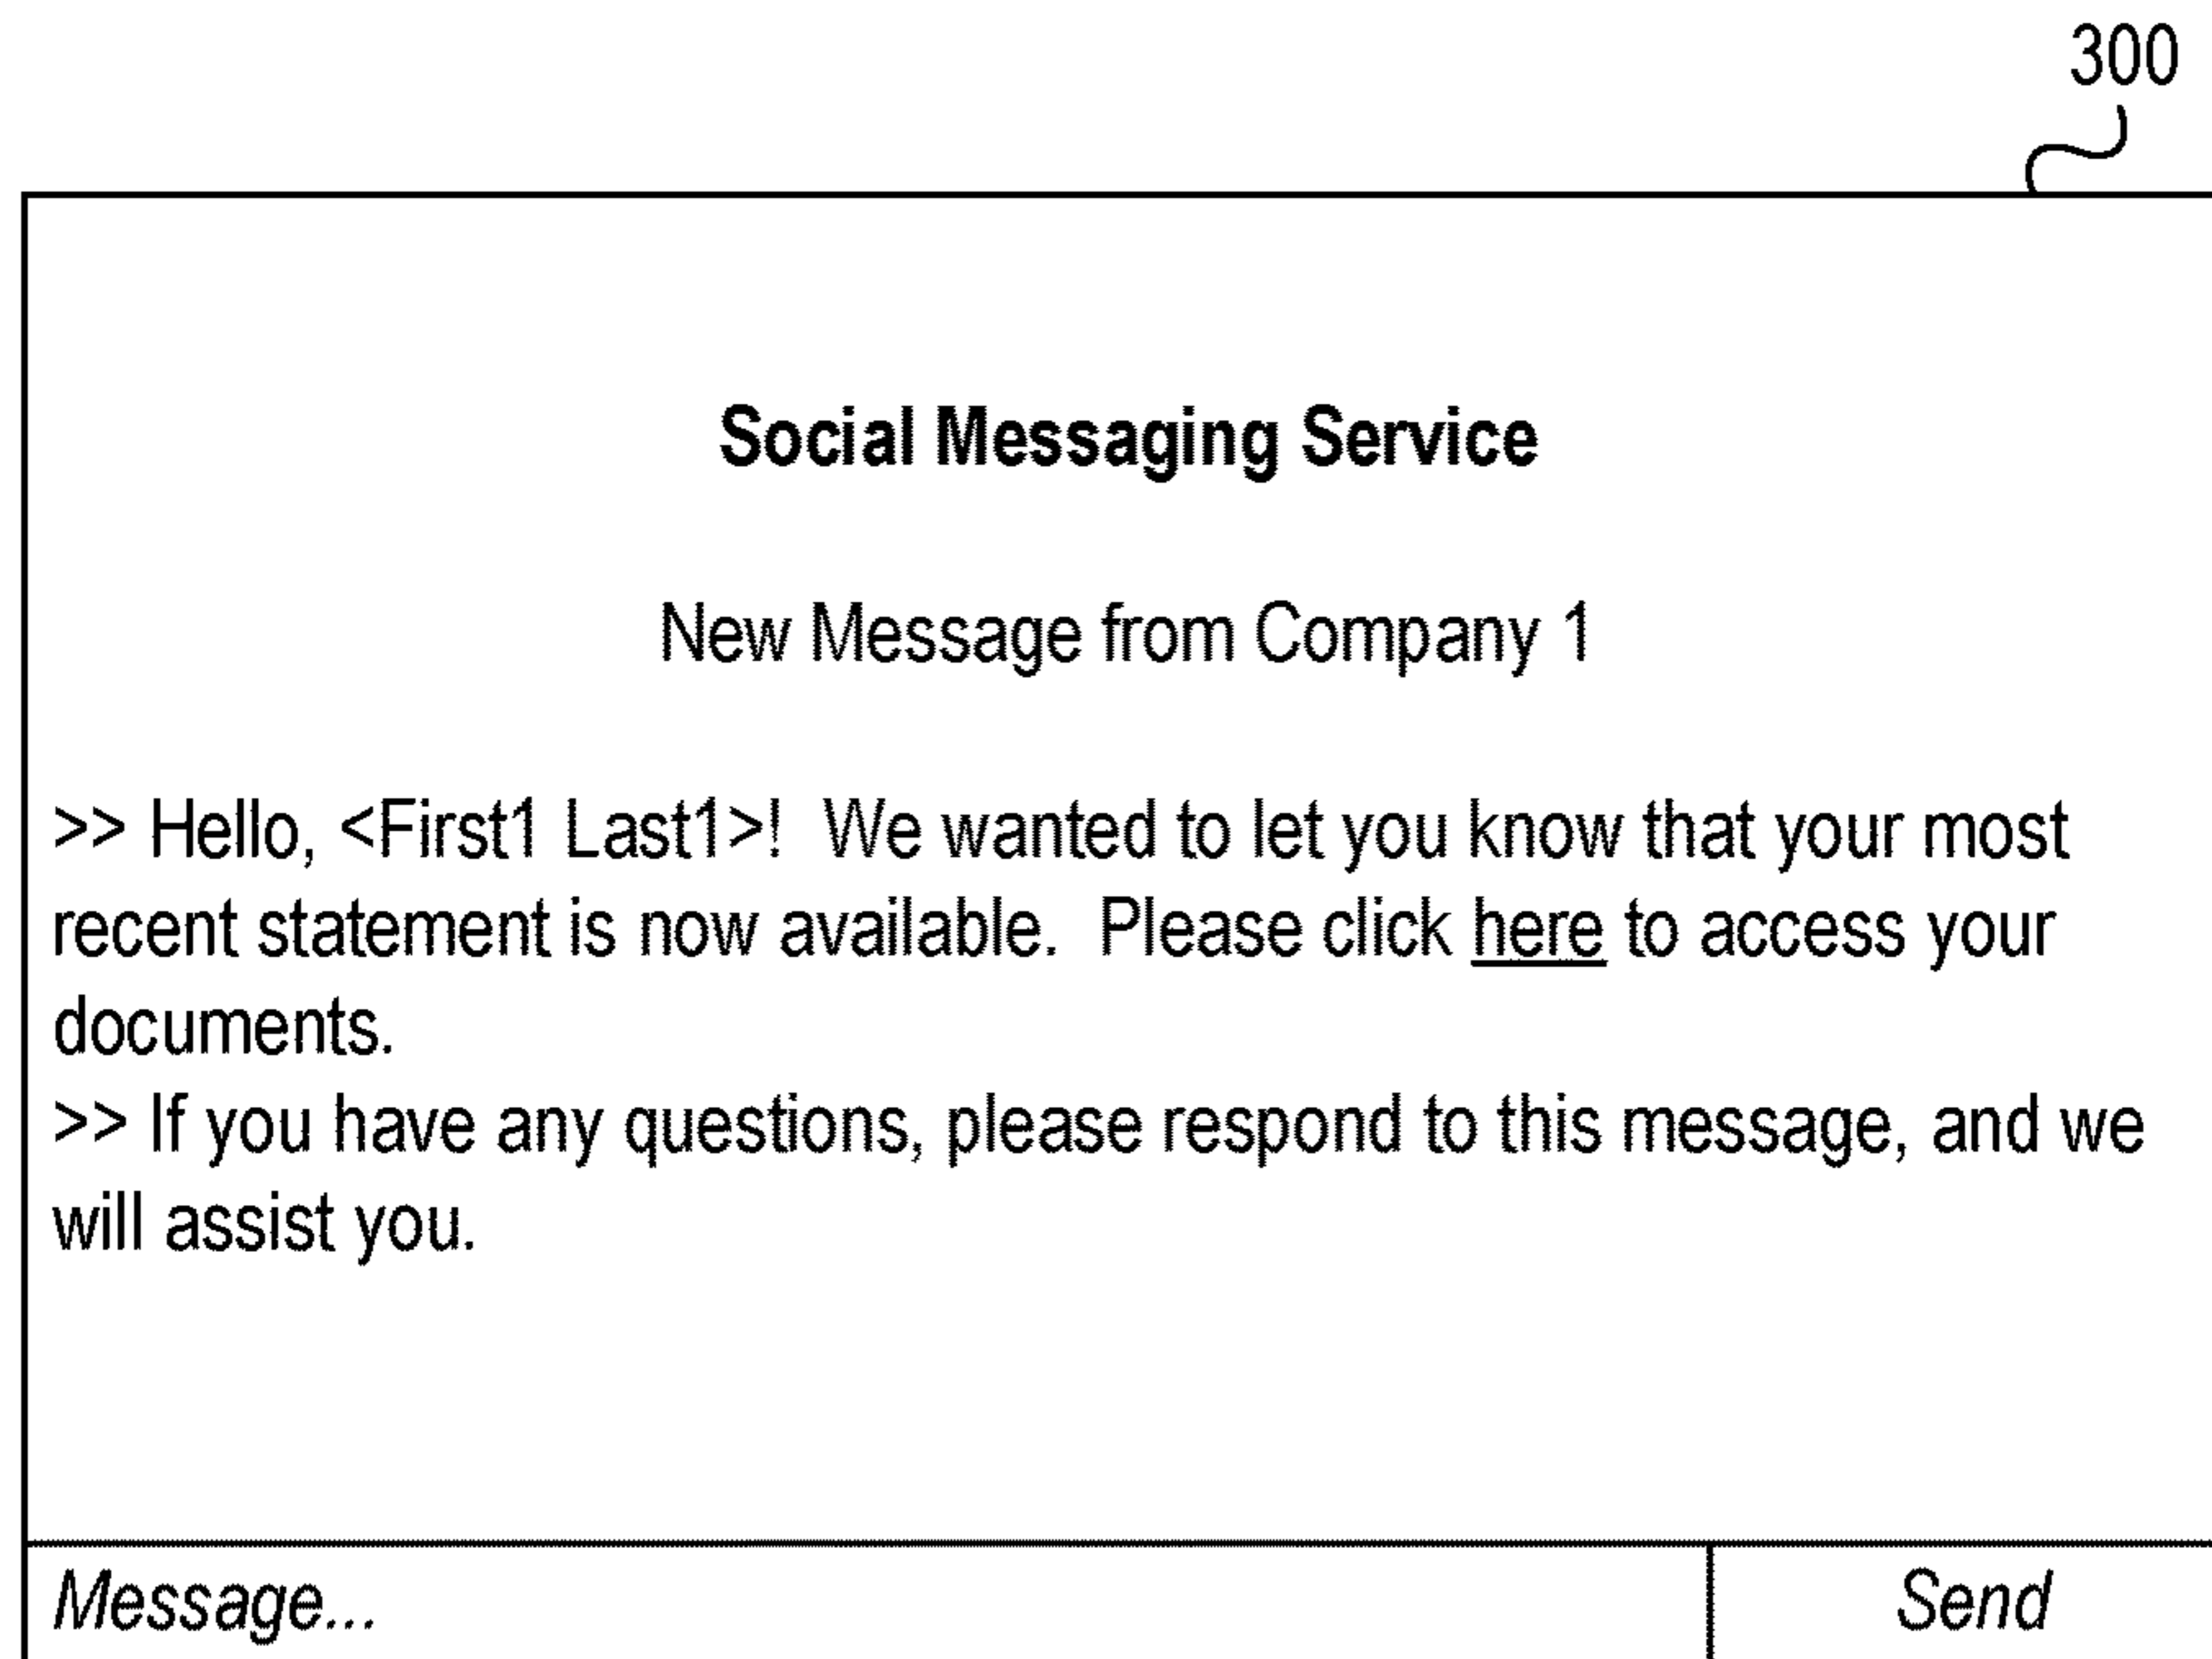 300
Social Messaging Service
New Message from Company 1
>> Hello, <First1 Last1>!  We wanted to let you know that your most
recent statement is now available.  Please click here to access your
documents.
>> If you have any questions, please respond to this message, and we
will assist you.
Message...
Send